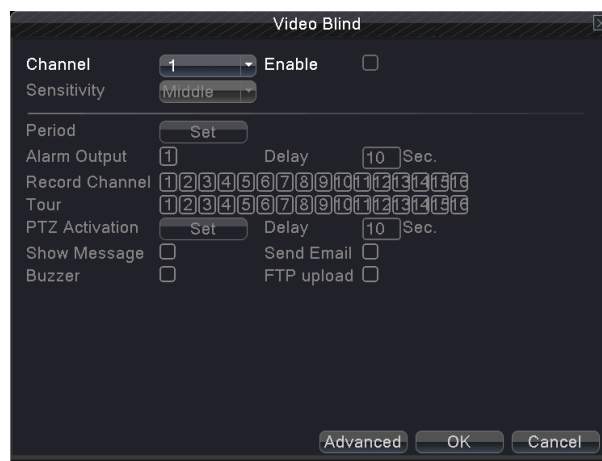 Video Blind
Channel 1 Enable
Sensitivity Middle
Period Set
Alarm Output 1 Delay 10 Sec.
Record Channel 1 2 3 4 5 6 7 8 9 10 11 12 13 14 15 16
Tour 1 2 3 4 5 6 7 8 9 10 11 12 13 14 15 16
PTZ Activation Set Delay 10 Sec.
Show Message Send Email
Buzzer FTP upload
Advanced OK Cancel